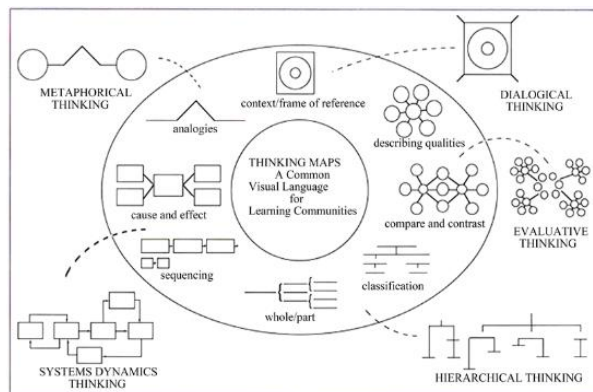 METAPHORICAL
THINKING
context/frame of reference
DIALOGICAL
THINKING
analogies
describing qualities
THINKING MAPS
A Common
Visual Language
for
Learning Communities
cause and effect
compare and contrast
EVALUATIVE
THINKING
sequencing
classification
whole/part
SYSTEMS DYNAMICS
THINKING
HIERARCHICAL THINKING